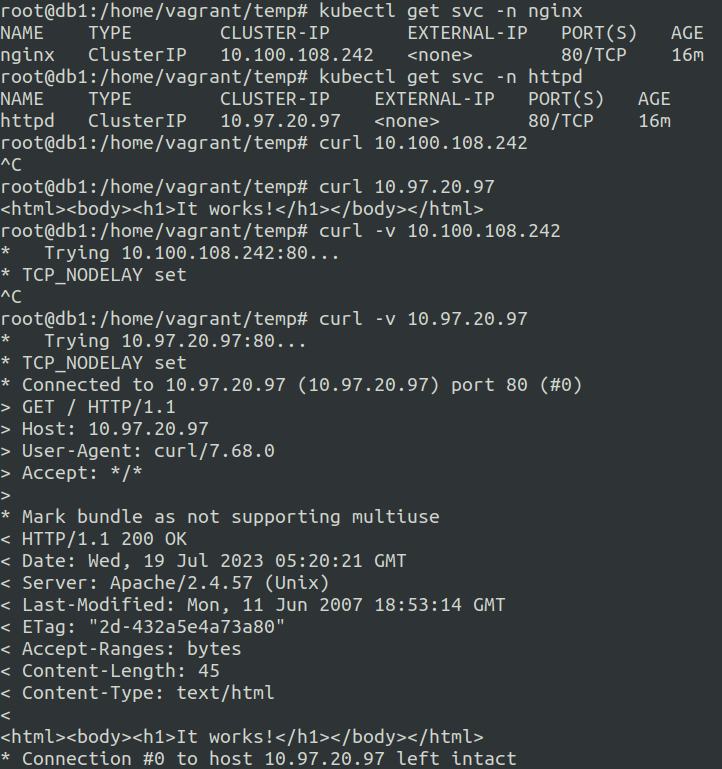 root@db1:/home/vagrant/temp# kubectl get svc -n nginx
NAME    TYPE        CLUSTER-IP       EXTERNAL-IP   PORT(S)   AGE
nginx   ClusterIP   10.100.108.242   <none>        80/TCP    16m
root@db1:/home/vagrant/temp# kubectl get svc -n httpd
NAME    TYPE        CLUSTER-IP    EXTERNAL-IP   PORT(S)   AGE
httpd   ClusterIP   10.97.20.97   <none>        80/TCP    16m
root@db1:/home/vagrant/temp# curl 10.100.108.242
^C
root@db1:/home/vagrant/temp# curl 10.97.20.97
<html><body><h1>It works!</h1></body></html>
root@db1:/home/vagrant/temp# curl -v 10.100.108.242
*   Trying 10.100.108.242:80...
* TCP_NODELAY set
^C
root@db1:/home/vagrant/temp# curl -v 10.97.20.97
*   Trying 10.97.20.97:80...
* TCP_NODELAY set
* Connected to 10.97.20.97 (10.97.20.97) port 80 (#0)
> GET / HTTP/1.1
> Host: 10.97.20.97
> User-Agent: curl/7.68.0
> Accept: */*
>
* Mark bundle as not supporting multiuse
< HTTP/1.1 200 OK
< Date: Wed, 19 Jul 2023 05:20:21 GMT
< Server: Apache/2.4.57 (Unix)
< Last-Modified: Mon, 11 Jun 2007 18:53:14 GMT
< ETag: "2d-432a5e4a73a80"
< Accept-Ranges: bytes
< Content-Length: 45
< Content-Type: text/html
<
<html><body><h1>It works!</h1></body></html>
* Connection #0 to host 10.97.20.97 left intact